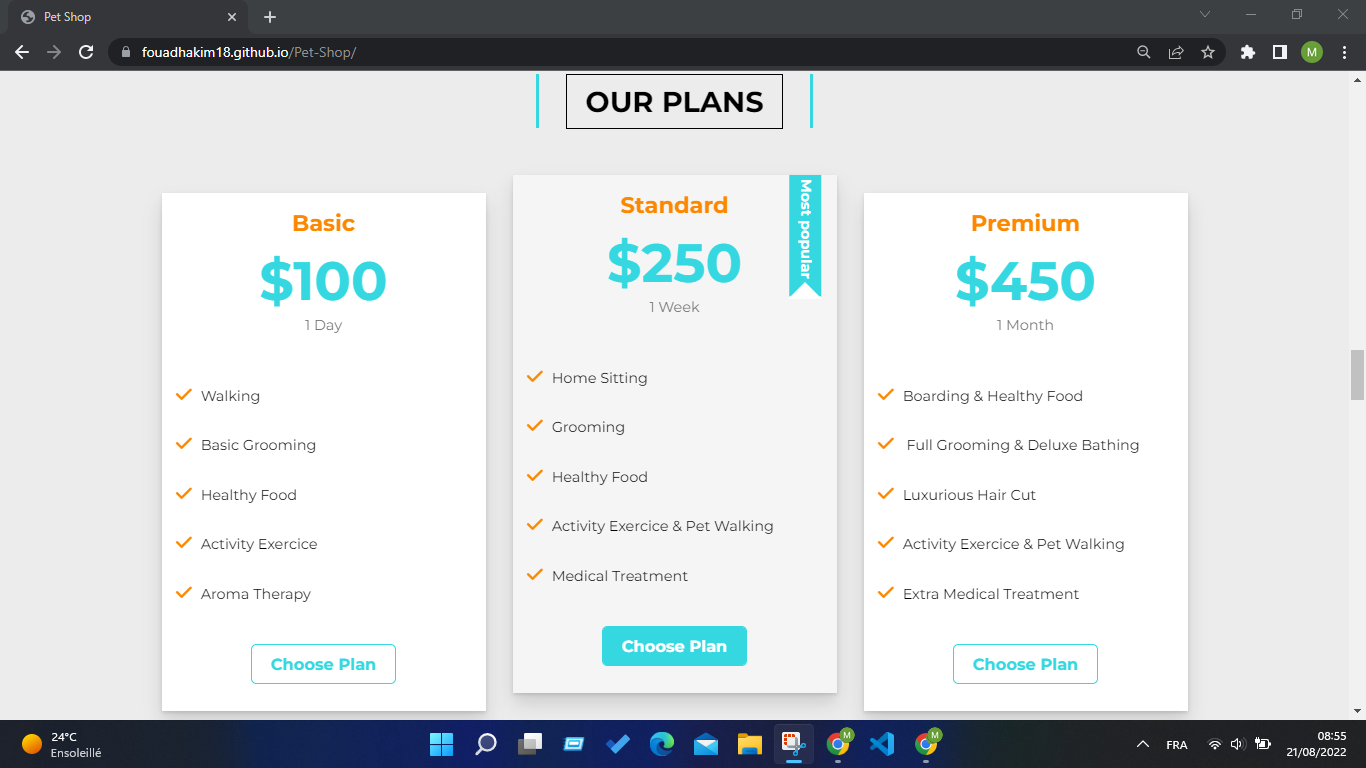 Pet Shop
fouadhakim18.github.io/Pet-Shop/
M
OUR PLANS
Basic
$100
1 Day
Walking
Basic Grooming
Healthy Food
Activity Exercice
Aroma Therapy
Choose Plan
Most popular
Standard
$250
1 Week
Home Sitting
Grooming
Healthy Food
Activity Exercice & Pet Walking
Medical Treatment
Choose Plan
Premium
$450
1 Month
Boarding & Healthy Food
Full Grooming & Deluxe Bathing
Luxurious Hair Cut
Activity Exercice & Pet Walking
Extra Medical Treatment
Choose Plan
24°C
Ensoleillé
M
M
FRA
08:55
21/08/2022